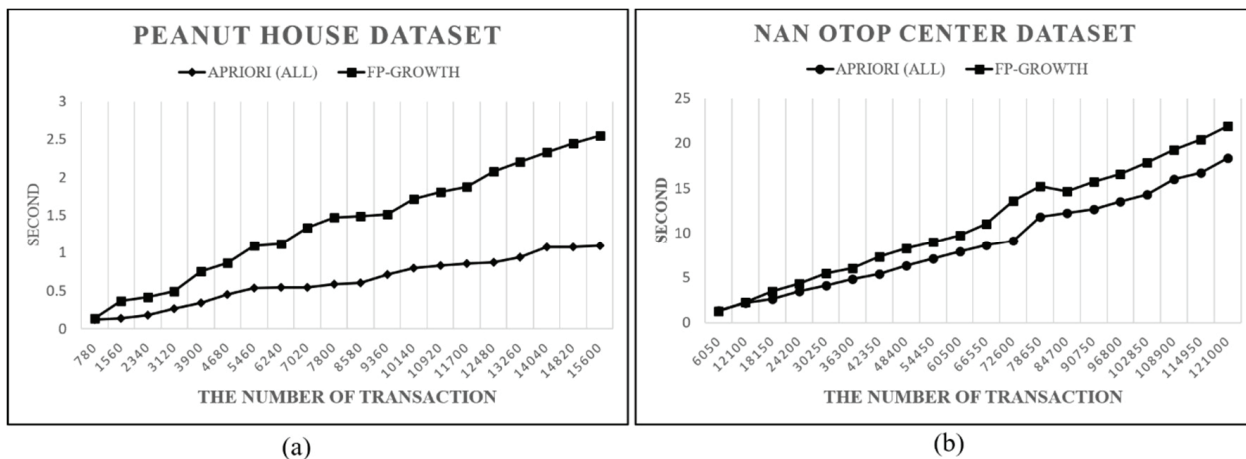 PEANUT HOUSE DATASET
APRIORI (ALL) FP-GROWTH
3
2.5
2
1.5
1
0.5
0
SECOND
780 1560 2340 3120 3900 4680 5460 6240 7020 7800 8580 9360 10140 10920 11700 12480 13260 14040 14820 15600
THE NUMBER OF TRANSACTION
(a)
NAN OTOP CENTER DATASET
APRIORI (ALL) FP-GROWTH
25
20
15
10
5
0
SECOND
6050 12100 18150 24200 30250 36300 42350 48400 54450 60500 66550 72600 78650 84700 90750 96800 102850 108900 114950 121000
THE NUMBER OF TRANSACTION
(b)